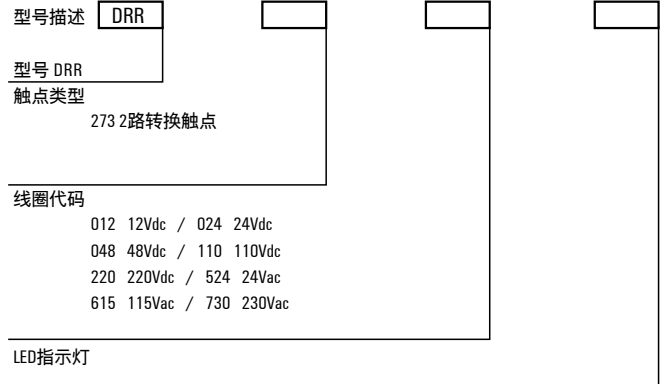 型号描述 DRR
型号 DRR
触点类型
273 2路转换触点
线圈代码
012 12Vdc / 024 24Vdc
048 48Vdc / 110 110Vdc
220 220Vdc / 524 24Vac
615 115Vac / 730 230Vac
LED指示灯